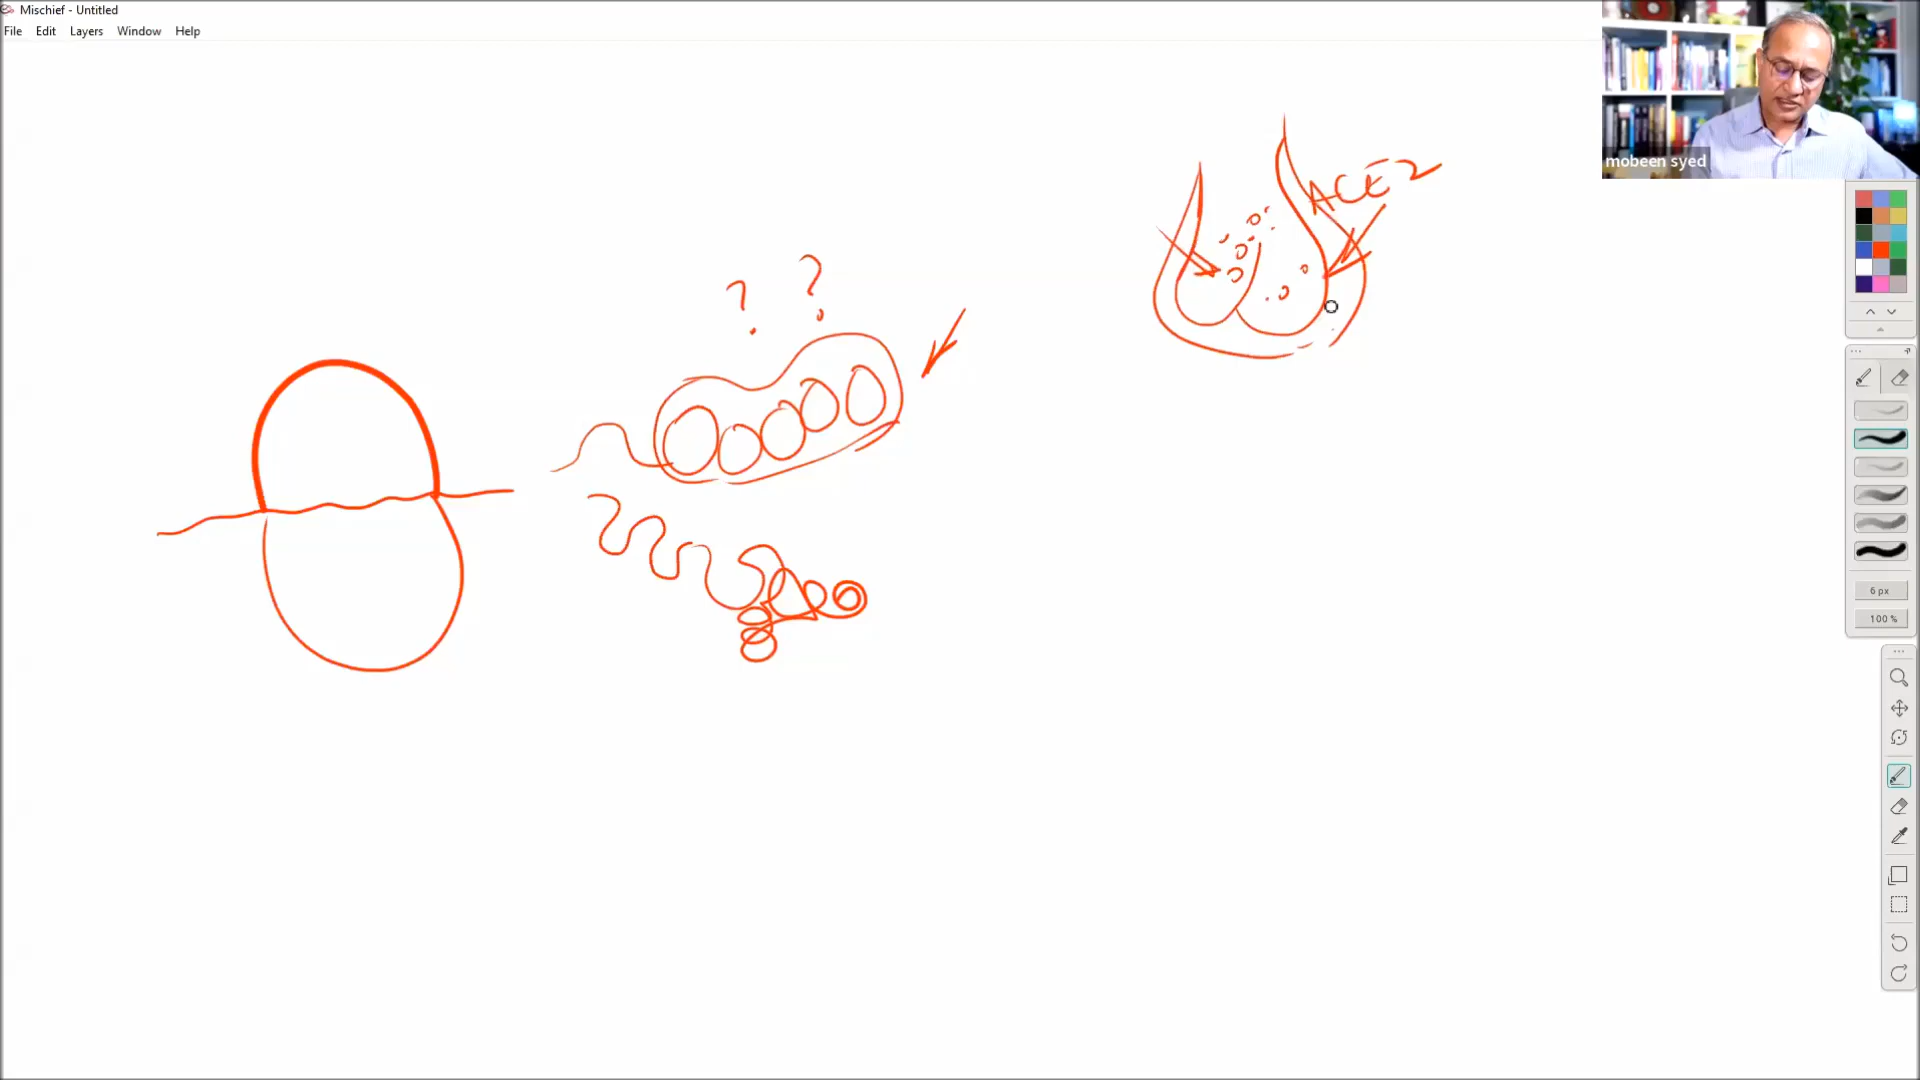 Mischief - Untitled
File Edit Layers Window Help
mobeen syed
ACE2
? ?
6 px
100 %